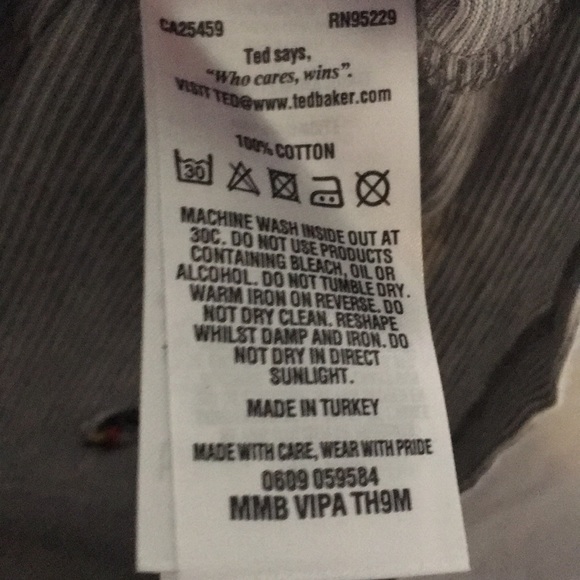 CA25459 RN95229
Ted says,
"Who cares, wins".
VISIT TED@www.tedbaker.com
100% COTTON
30
MACHINE WASH INSIDE OUT AT
30C. DO NOT USE PRODUCTS
CONTAINING BLEACH, OIL OR
ALCOHOL. DO NOT TUMBLE DRY.
WARM IRON ON REVERSE. DO
NOT DRY CLEAN. RESHAPE
WHILST DAMP AND IRON. DO
NOT DRY IN DIRECT
SUNLIGHT.
MADE IN TURKEY
MADE WITH CARE, WEAR WITH PRIDE
0609 059584
MMB VIPA TH9M